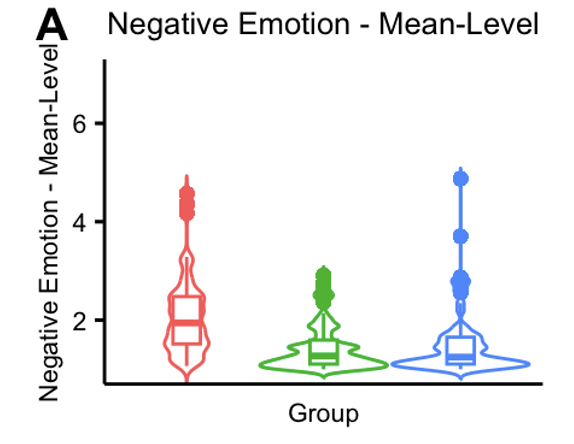 A
Negative Emotion - Mean-Level
Negative Emotion - Mean-Level
6
4
2
Group